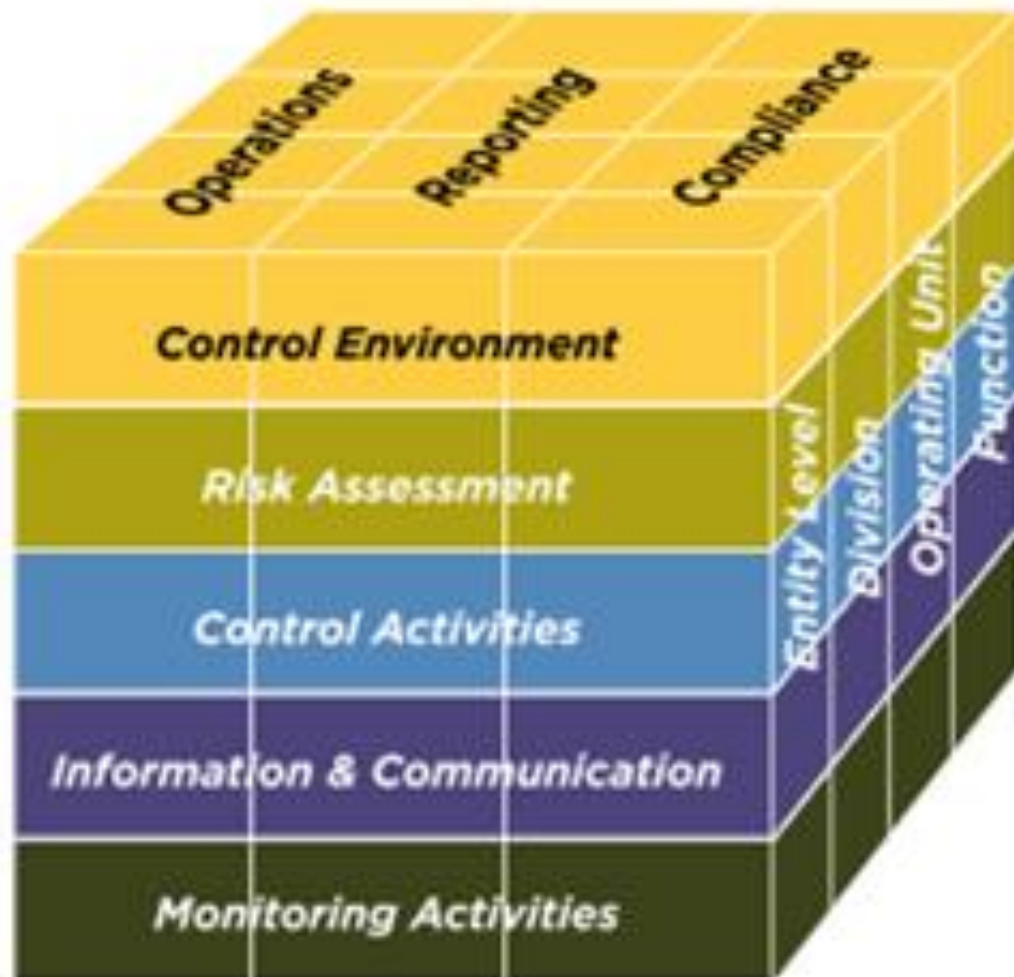 Operations
Reporting
Compliance
Control Environment
Risk Assessment
Control Activities
Information & Communication
Monitoring Activities
Entity Level
Division
Operating Unit
Function